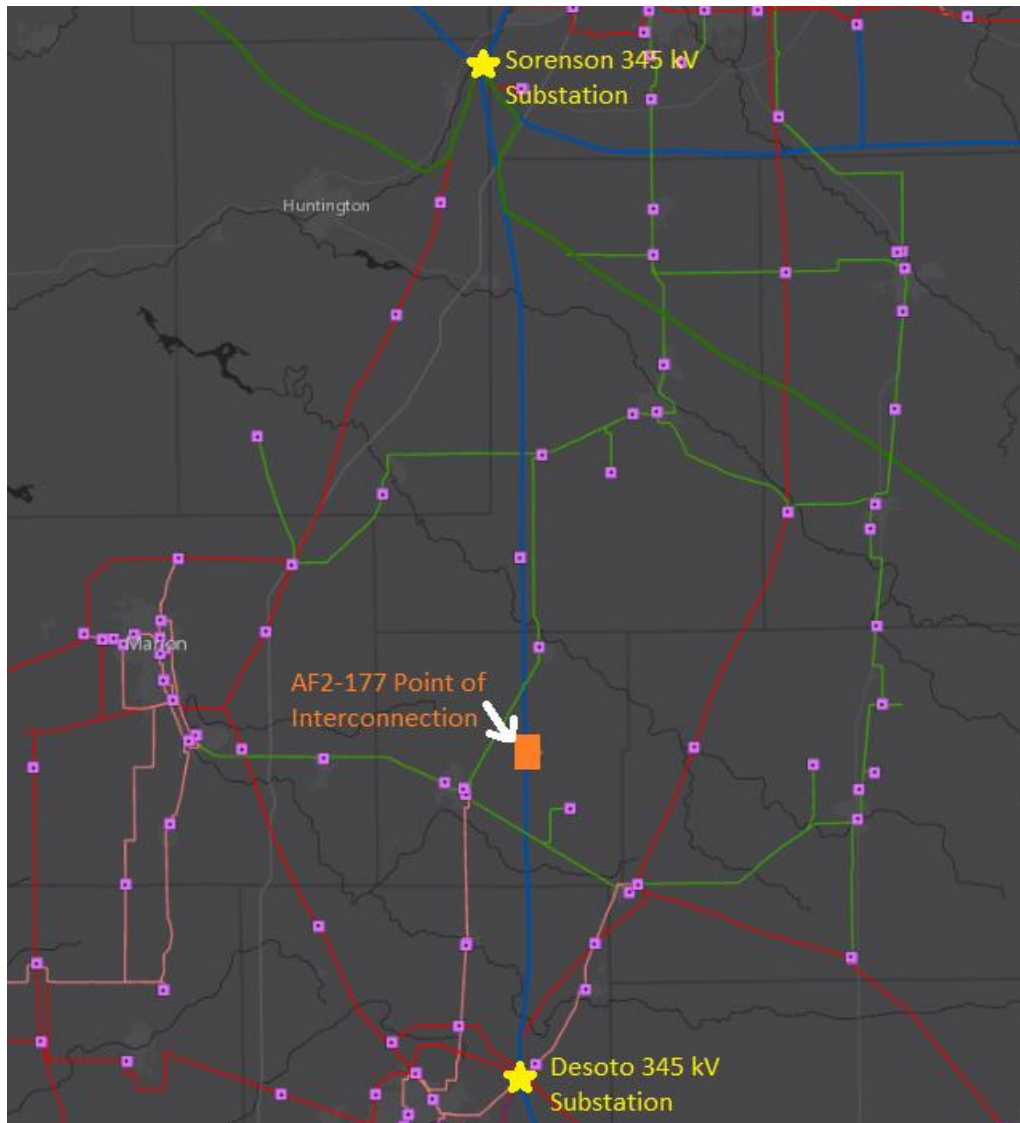 Sorenson 345 kV
Substation
Huntington
Marion
AF2-177 Point of
Interconnection
Desoto 345 kV
Substation